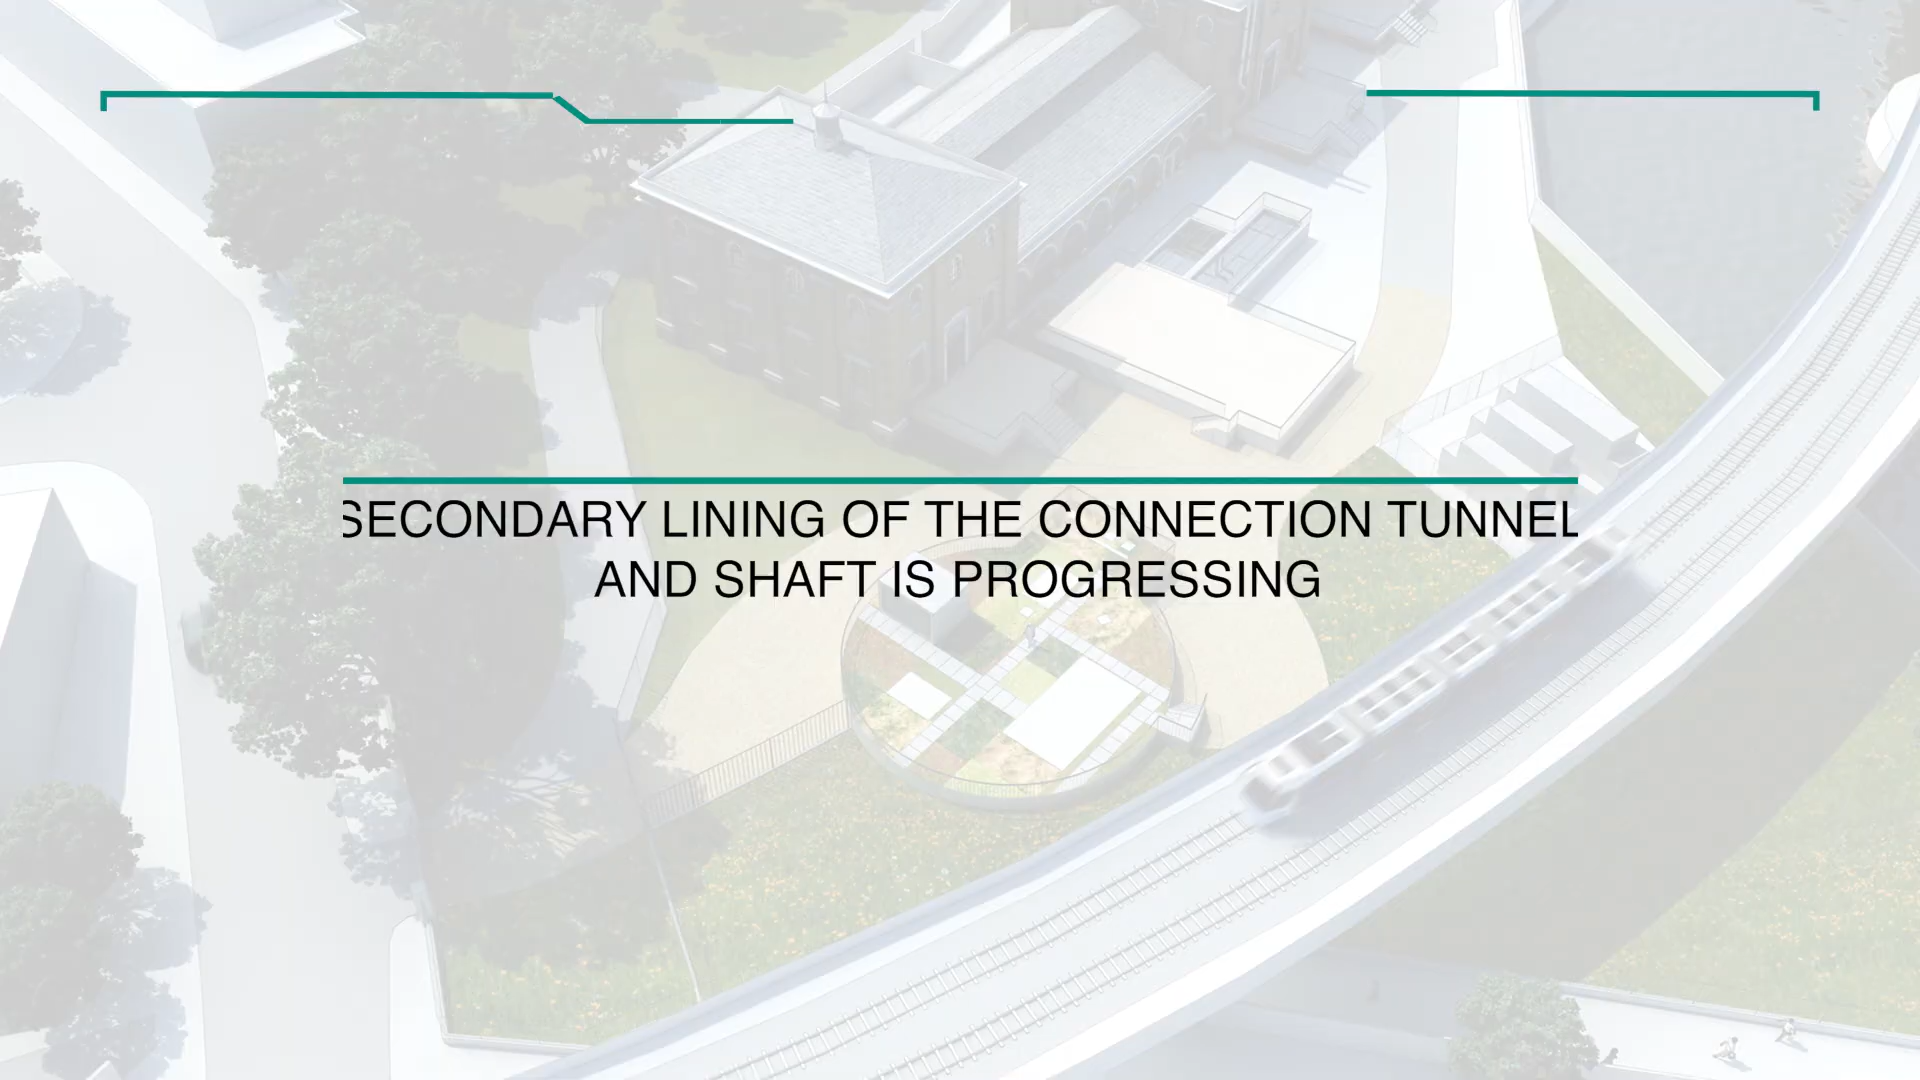 SECONDARY LINING OF THE CONNECTION TUNNEL
AND SHAFT IS PROGRESSING